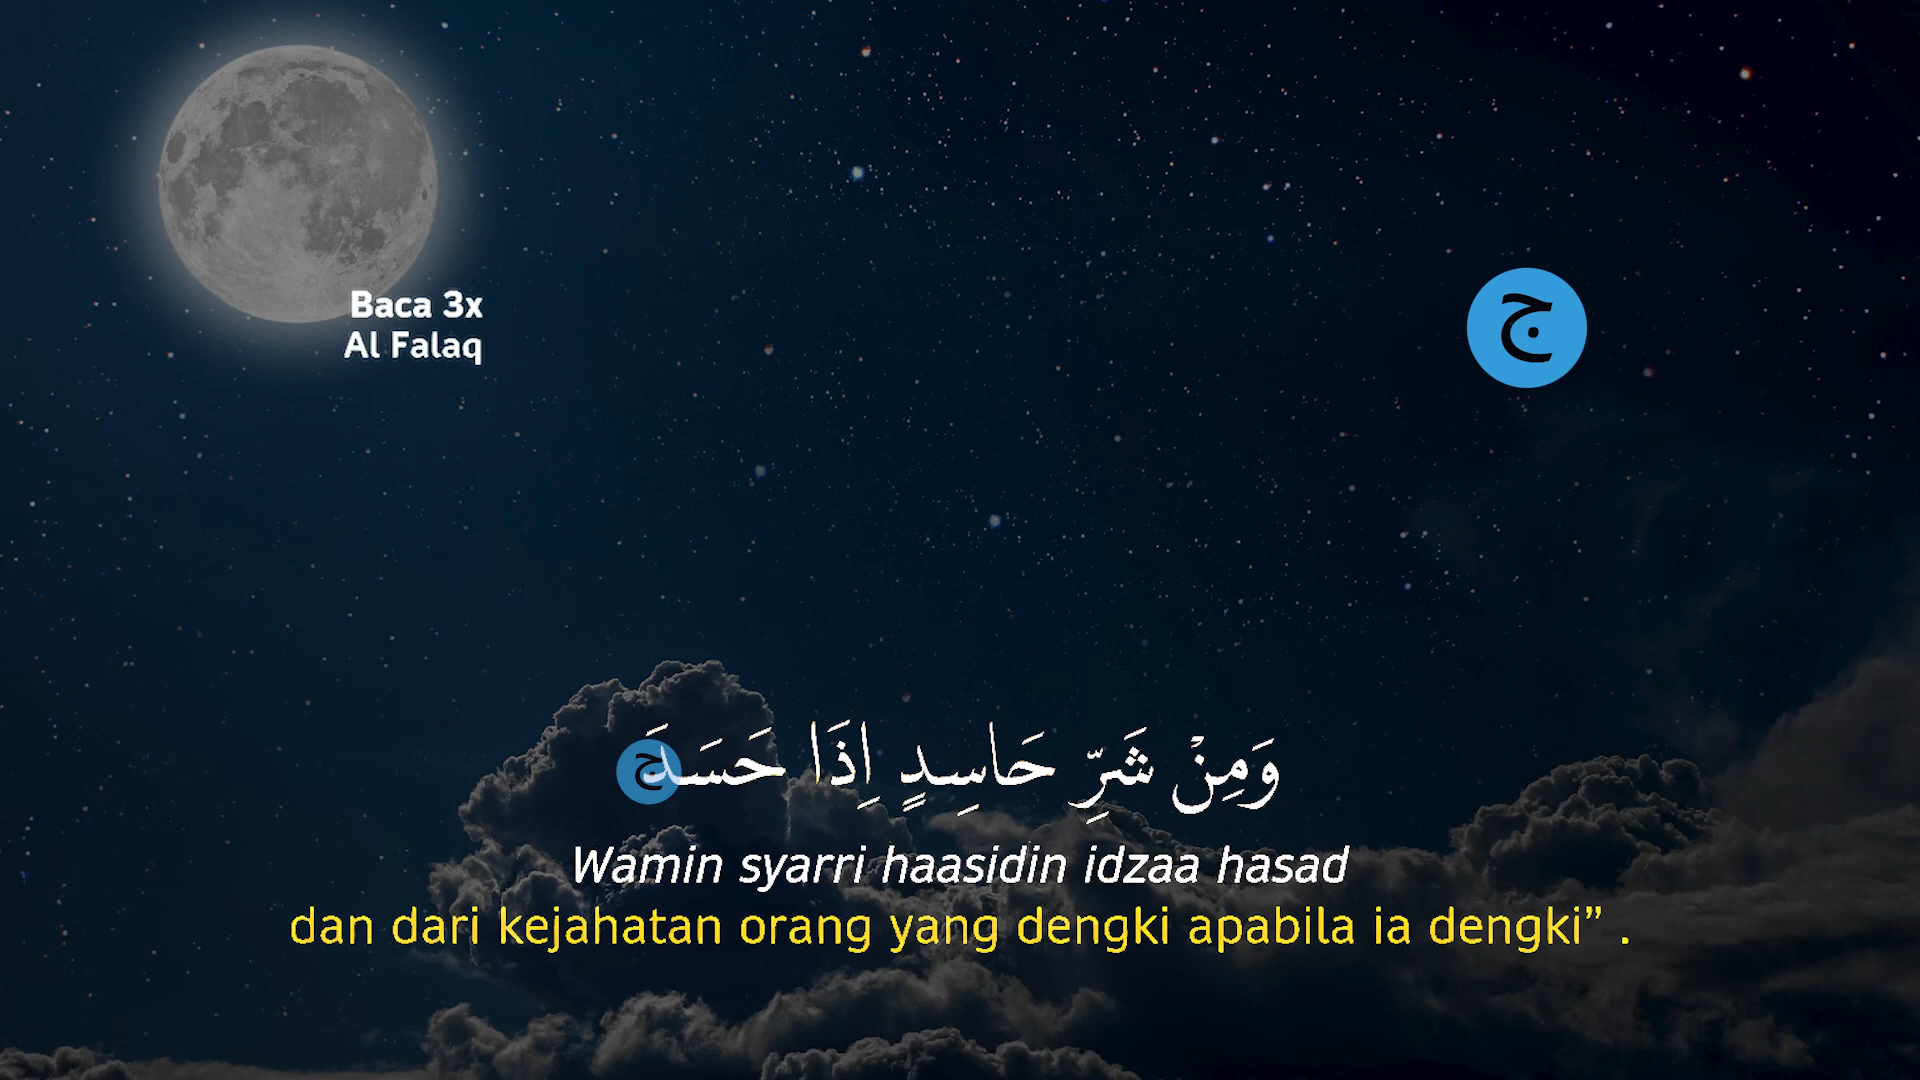 Baca 3x
Al Falaq
ج
وَمِنْ شَرِّ حَاسِدٍ اِذَا حَسَدَ ج
Wamin syarri haasidin idzaa hasad
dan dari kejahatan orang yang dengki apabila ia dengki” .